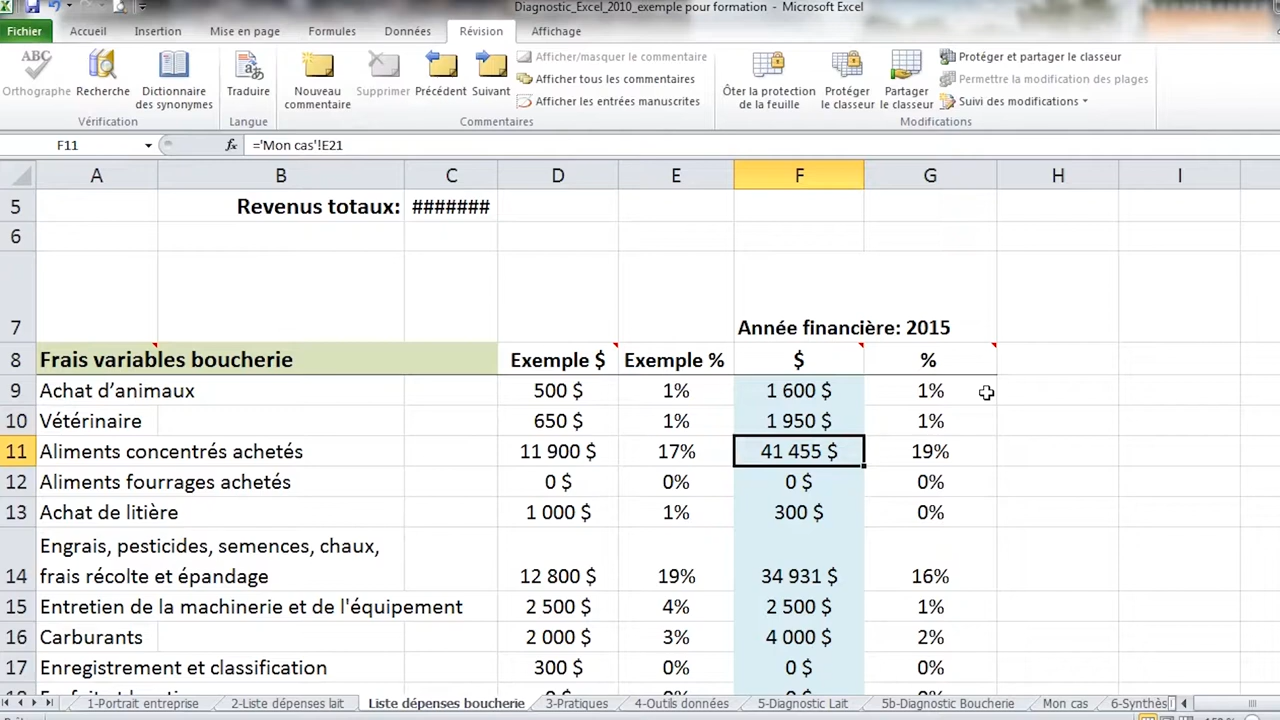 Diagnostic_Excel_2010_exemple pour formation - Microsoft Excel
Fichier Accueil Insertion Mise en page Formules Données Révision Affichage
ABC
Orthographe
Recherche
Dictionnaire
des synonymes
Vérification
Traduire
Langue
Nouveau
commentaire
Supprimer
Précédent
Suivant
Afficher/masquer le commentaire
Afficher tous les commentaires
Afficher les entrées manuscrites
Commentaires
Ôter la protection
de la feuille
Protéger
le classeur
Partager
le classeur
Protéger et partager le classeur
Permettre la modification des plages
Suivi des modifications
Modifications
F11 fx ='Mon cas'!E21
A B C D E F G H I
5 Revenus totaux: #######
6
7 Année financière: 2015
8 Frais variables boucherie Exemple $ Exemple % $ %
9 Achat d’animaux 500 $ 1% 1 600 $ 1%
10 Vétérinaire 650 $ 1% 1 950 $ 1%
11 Aliments concentrés achetés 11 900 $ 17% 41 455 $ 19%
12 Aliments fourrages achetés 0 $ 0% 0 $ 0%
13 Achat de litière 1 000 $ 1% 300 $ 0%
Engrais, pesticides, semences, chaux,
14 frais récolte et épandage 12 800 $ 19% 34 931 $ 16%
15 Entretien de la machinerie et de l'équipement 2 500 $ 4% 2 500 $ 1%
16 Carburants 2 000 $ 3% 4 000 $ 2%
17 Enregistrement et classification 300 $ 0% 0 $ 0%
1-Portrait entreprise 2-Liste dépenses lait Liste dépenses boucherie 3-Pratiques 4-Outils données 5-Diagnostic Lait 5b-Diagnostic Boucherie Mon cas 6-Synthès